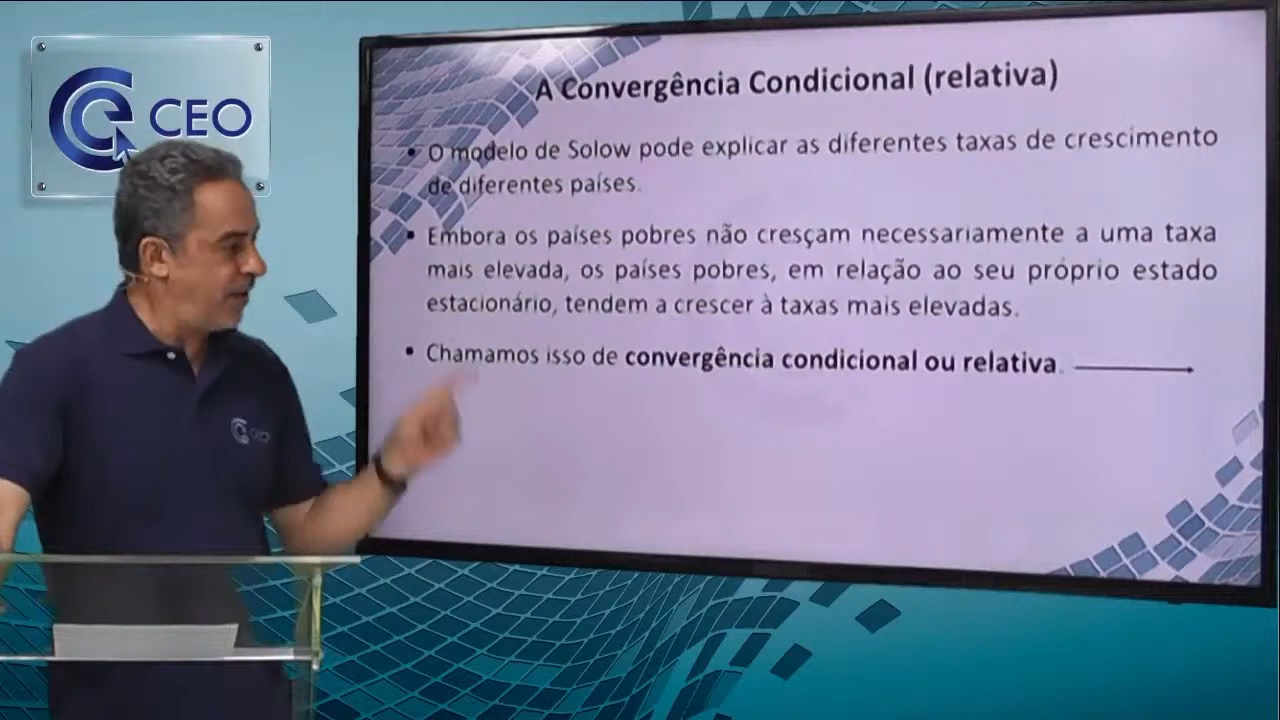 CEO
A Convergência Condicional (relativa)
• O modelo de Solow pode explicar as diferentes taxas de crescimento
de diferentes países.
• Embora os países pobres não cresçam necessariamente a uma taxa
mais elevada, os países pobres, em relação ao seu próprio estado
estacionário, tendem a crescer à taxas mais elevadas.
• Chamamos isso de convergência condicional ou relativa.
CEO